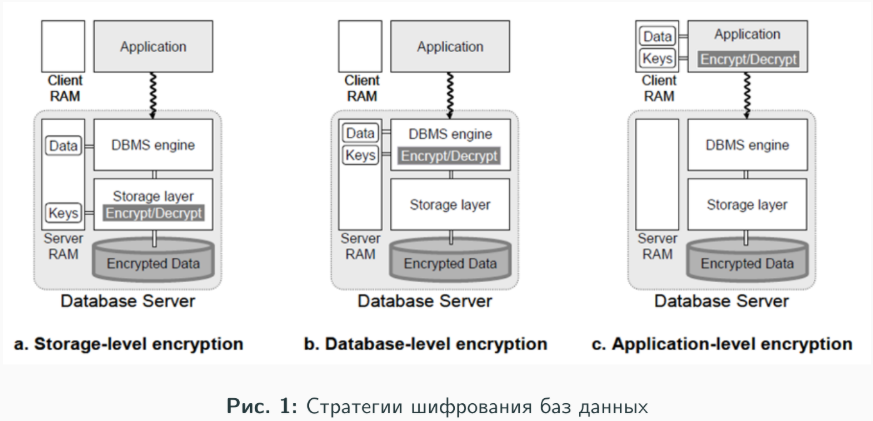 Application
Client
RAM
Data
DBMS engine
Storage layer
Encrypt/Decrypt
Keys
Server
RAM
Encrypted Data
Database Server
a. Storage-level encryption
Application
Client
RAM
Data
Keys
DBMS engine
Encrypt/Decrypt
Storage layer
Server
RAM
Encrypted Data
Database Server
b. Database-level encryption
Data
Keys
Application
Encrypt/Decrypt
Client
RAM
DBMS engine
Storage layer
Server
RAM
Encrypted Data
Database Server
c. Application-level encryption
Рис. 1: Стратегии шифрования баз данных